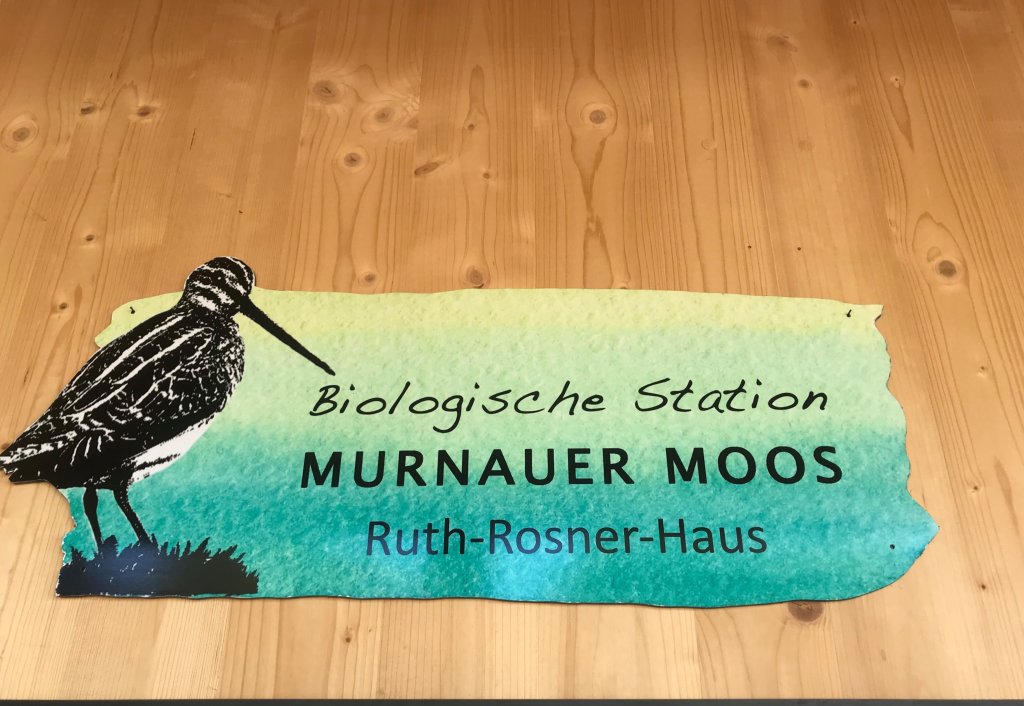 Biologische Station
MURNAUER MOOS
Ruth-Rosner-Haus